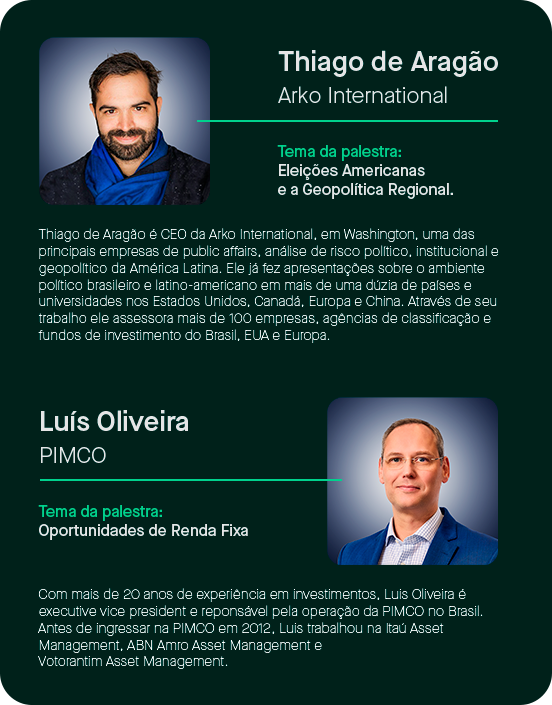 Thiago de Aragão
Arko International
Tema da palestra:
Eleições Americanas
e a Geopolítica Regional.
Thiago de Aragão é CEO da Arko International, em Washington, uma das
principais empresas de public affairs, análise de risco político, institucional e
geopolítico da América Latina. Ele já fez apresentações sobre o ambiente
político brasileiro e latino-americano em mais de uma dúzia de países e
universidades nos Estados Unidos, Canadá, Europa e China. Através de seu
trabalho ele assessora mais de 100 empresas, agências de classificação e
fundos de investimento do Brasil, EUA e Europa.
Luís Oliveira
PIMCO
Tema da palestra:
Oportunidades de Renda Fixa
Com mais de 20 anos de experiência em investimentos, Luis Oliveira é
executive vice president e reponsável pela operação da PIMCO no Brasil.
Antes de ingressar na PIMCO em 2012, Luis trabalhou na Itaú Asset
Management, ABN Amro Asset Management e
Votorantim Asset Management.